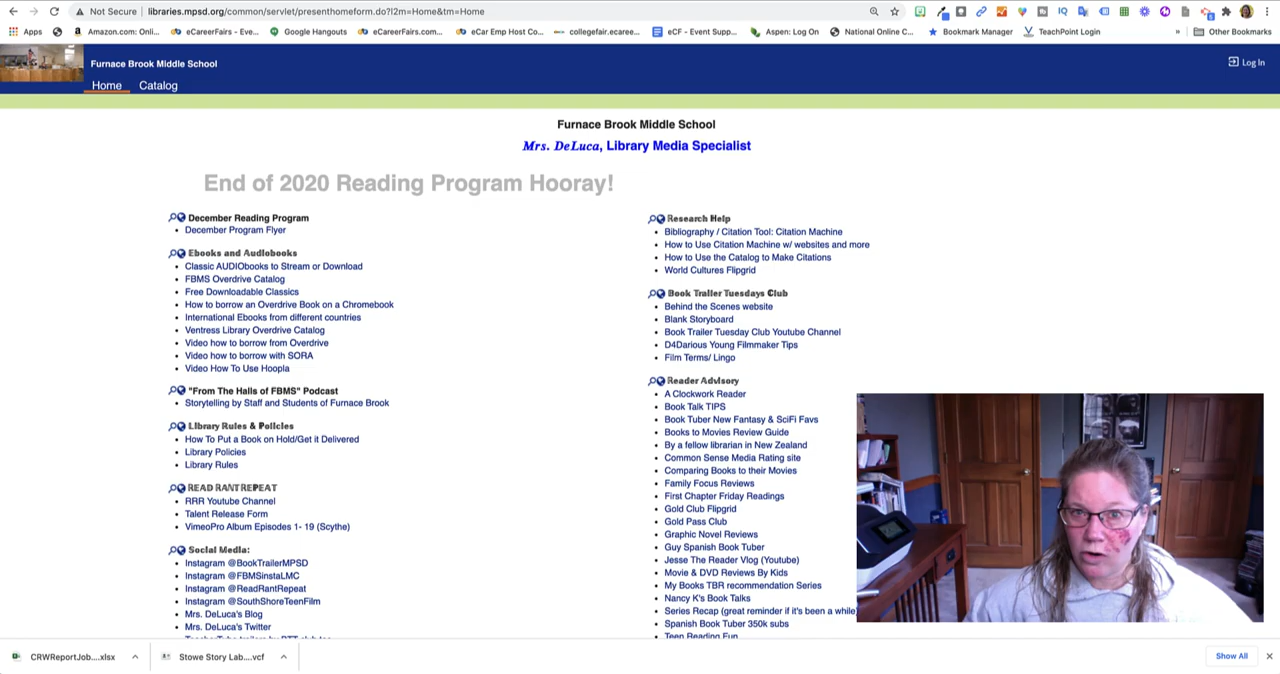 Not Secure | libraries.mpsd.org/common/servlet/presenthomeform.do?l2m=Home&tm=Home
Apps Amazon.com: Onli... eCareerFairs - Eve... Google Hangouts eCareerFairs.com... eCar Emp Host Co... collegefair.ecaree... eCF - Event Supp... Aspen: Log On National Online C... Bookmark Manager TeachPoint Login » Other Bookmarks
Furnace Brook Middle School
Log In
Home Catalog
Furnace Brook Middle School
Mrs. DeLuca, Library Media Specialist
End of 2020 Reading Program Hooray!
December Reading Program
• December Program Flyer
Ebooks and Audiobooks
• Classic AUDIObooks to Stream or Download
• FBMS Overdrive Catalog
• Free Downloadable Classics
• How to borrow an Overdrive Book on a Chromebook
• International Ebooks from different countries
• Ventress Library Overdrive Catalog
• Video how to borrow from Overdrive
• Video how to borrow with SORA
• Video How To Use Hoopla
"From The Halls of FBMS" Podcast
• Storytelling by Staff and Students of Furnace Brook
Library Rules & Policies
• How To Put a Book on Hold/Get it Delivered
• Library Policies
• Library Rules
READ RANT REPEAT
• RRR Youtube Channel
• Talent Release Form
• VimeoPro Album Episodes 1- 19 (Scythe)
Social Media:
• Instagram @BookTrailerMPSD
• Instagram @FBMSinstaLMC
• Instagram @ReadRantRepeat
• Instagram @SouthShoreTeenFilm
• Mrs. DeLuca's Blog
• Mrs. DeLuca's Twitter
Research Help
• Bibliography / Citation Tool: Citation Machine
• How to Use Citation Machine w/ websites and more
• How to Use the Catalog to Make Citations
• World Cultures Flipgrid
Book Trailer Tuesdays Club
• Behind the Scenes website
• Blank Storyboard
• Book Trailer Tuesday Club Youtube Channel
• D4Darious Young Filmmaker Tips
• Film Terms/ Lingo
Reader Advisory
• A Clockwork Reader
• Book Talk TIPS
• Book Tuber New Fantasy & SciFi Favs
• Books to Movies Review Guide
• By a fellow librarian in New Zealand
• Common Sense Media Rating site
• Comparing Books to their Movies
• Family Focus Reviews
• First Chapter Friday Readings
• Gold Club Flipgrid
• Gold Pass Club
• Graphic Novel Reviews
• Guy Spanish Book Tuber
• Jesse The Reader Vlog (Youtube)
• Movie & DVD Reviews By Kids
• My Books TBR recommendation Series
• Nancy K's Book Talks
• Series Recap (great reminder if it's been a while
• Spanish Book Tuber 350k subs
• Teen Reading Fun
CRWReportJob....xlsx Stowe Story Lab....vcf Show All